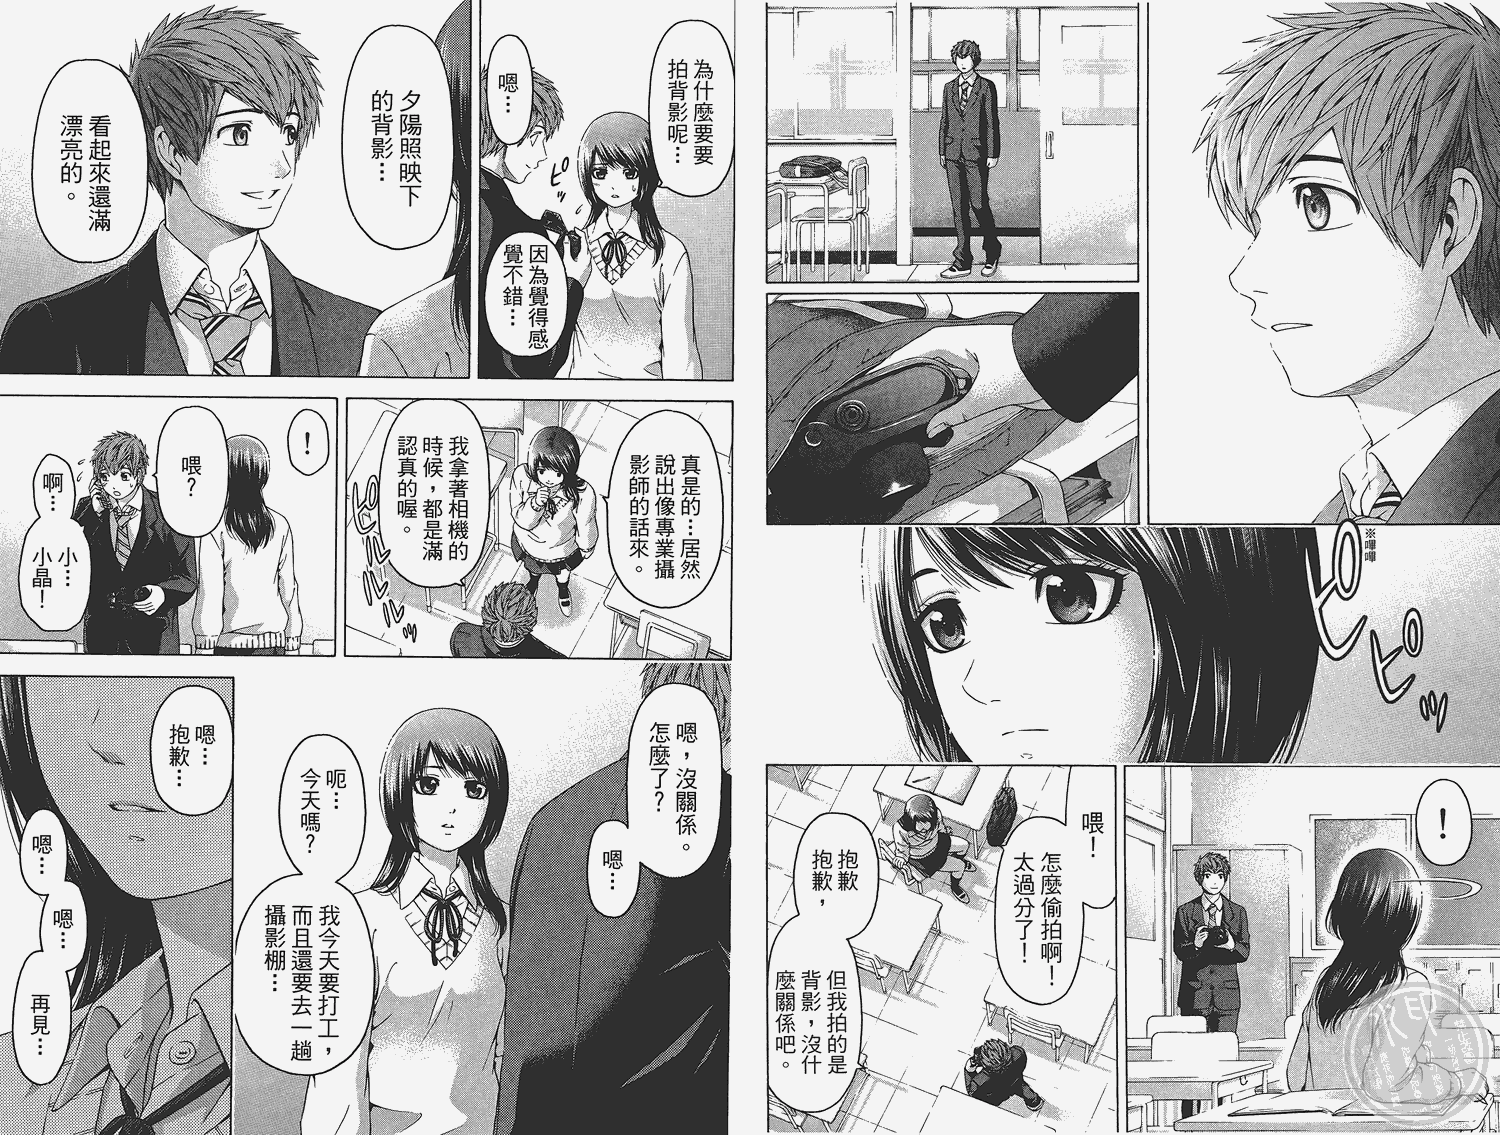 ※嗶嗶
ピピッ
！
喂！
怎麼偷拍啊！
太過分了！
抱歉
抱歉，
但我拍的是
背影，沒什
麼關係吧。
為什麼要
拍背影呢…
嗯…
ピッ
因為覺得感
覺不錯…
夕陽照映下
的背影…
看起來還滿
漂亮的。
真是的…居然
說出像專業攝
影師的話來。
我拿著相機的
時候，都是滿
認真的喔。
ピルルルッ
！
喂？
啊…
小…
小晶！
嗯，沒關係。
怎麼了？
嗯…
呃…
今天嗎？
我今天要打工，
而且還要去一趟
攝影棚…
嗯…
抱歉…
嗯…
嗯…
再見…